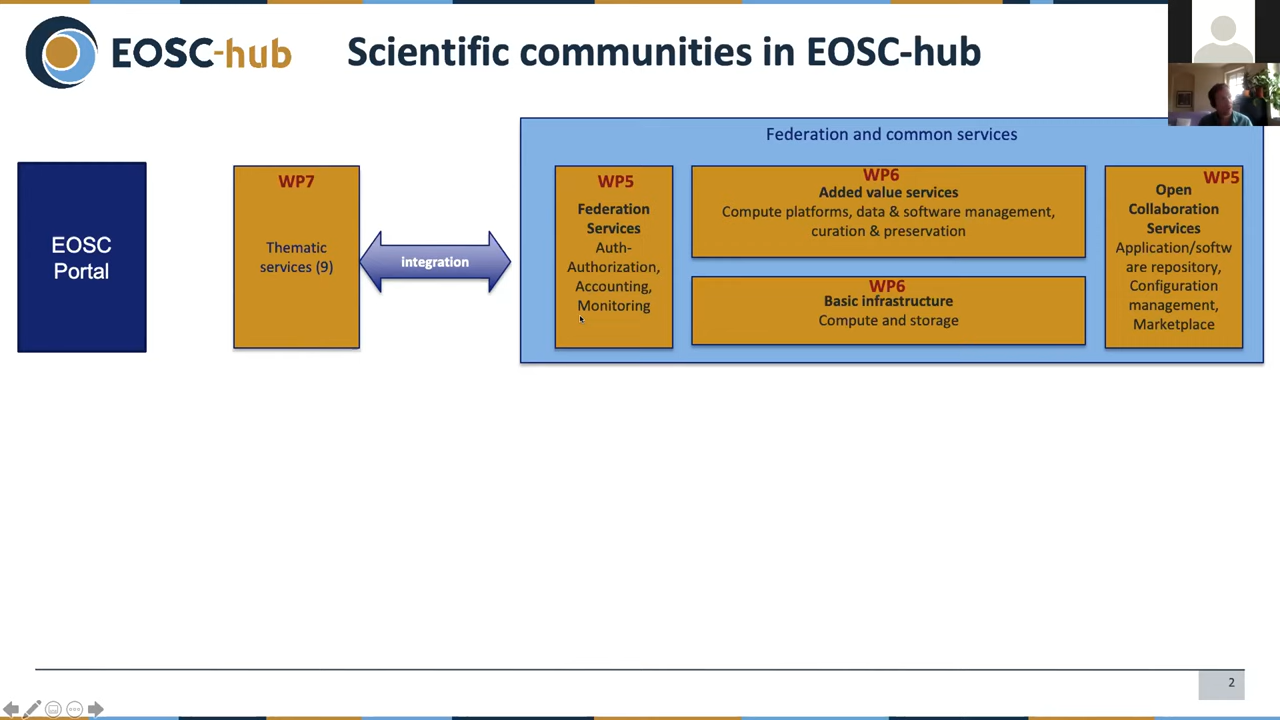 EOSC-hub
Scientific communities in EOSC-hub
Federation and common services
EOSC
Portal
WP7
Thematic
services (9)
integration
WP5
Federation
Services
Auth-
Authorization,
Accounting,
Monitoring
WP6
Added value services
Compute platforms, data & software management,
curation & preservation
WP6
Basic infrastructure
Compute and storage
WP5
Open
Collaboration
Services
Application/softw
are repository,
Configuration
management,
Marketplace
2